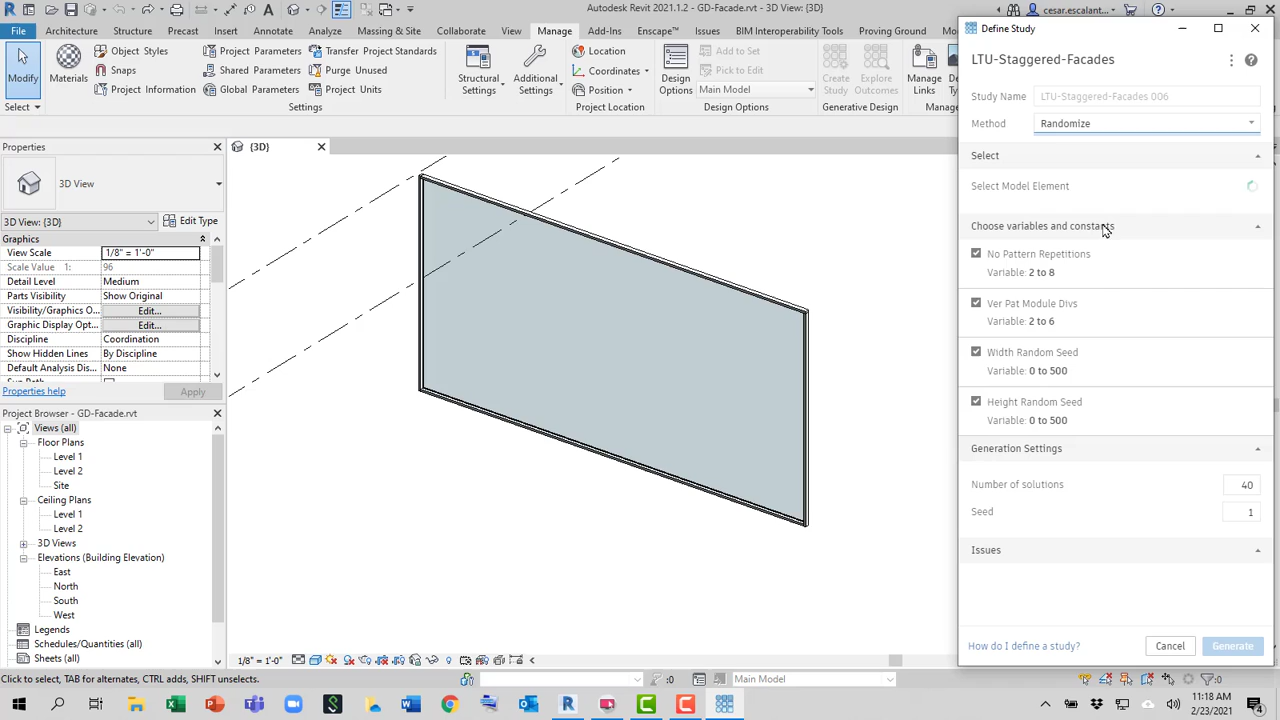 Autodesk Revit 2021.1.2 - GD-Facade.rvt - 3D View: {3D}
cesar.escalant...
File Architecture Structure Precast Insert Annotate Analyze Massing & Site Collaborate View Manage Add-Ins Enscape™ Issues BIM Interoperability Tools
Modify
Select
Materials
Object Styles
Snaps
Project Information
Project Parameters
Shared Parameters
Global Parameters
Transfer Project Standards
Purge Unused
Project Units
Settings
Structural Settings
Additional Settings
Location
Coordinates
Position
Project Location
Design Options
Add to Set
Pick to Edit
Main Model
Design Options
Create Study
Explore Outcomes
Generative Design
Manage Links
Properties
3D View
3D View: {3D}
Edit Type
Graphics
View Scale 1/8" = 1'-0"
Scale Value 1: 96
Detail Level Medium
Parts Visibility Show Original
Visibility/Graphics O... Edit...
Graphic Display Opt... Edit...
Discipline Coordination
Show Hidden Lines By Discipline
Default Analysis Dis... None
Properties help
Apply
Project Browser - GD-Facade.rvt
Views (all)
Floor Plans
Level 1
Level 2
Site
Ceiling Plans
Level 1
Level 2
3D Views
Elevations (Building Elevation)
East
North
South
West
Legends
Schedules/Quantities (all)
Sheets (all)
{3D}
1/8" = 1'-0"
Click to select, TAB for alternates, CTRL adds, SHIFT unselects.
:0
Main Model
:0
Define Study
LTU-Staggered-Facades
Study Name LTU-Staggered-Facades 006
Method Randomize
Select
Select Model Element
Choose variables and constants
No Pattern Repetitions
Variable: 2 to 8
Ver Pat Module Divs
Variable: 2 to 6
Width Random Seed
Variable: 0 to 500
Height Random Seed
Variable: 0 to 500
Generation Settings
Number of solutions 40
Seed 1
Issues
How do I define a study?
Cancel
Generate
11:18 AM
2/23/2021
4